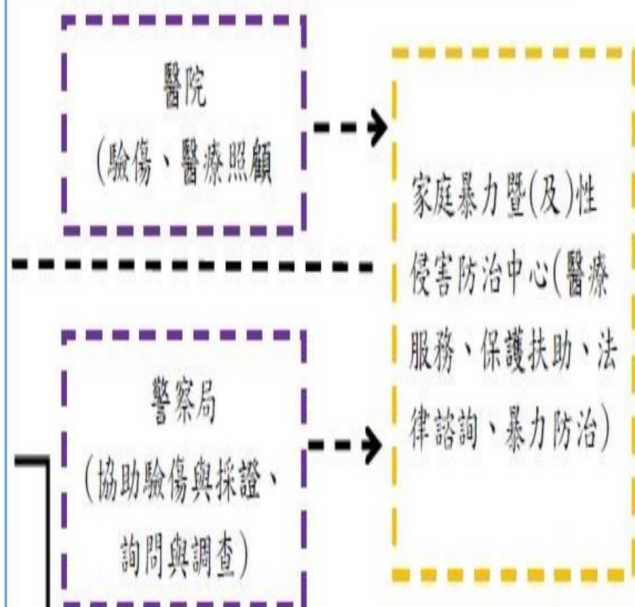 醫院
(驗傷、醫療照顧
家庭暴力暨(及)性
侵害防治中心(醫療
服務、保護扶助、法
律諮詢、暴力防治)
警察局
(協助驗傷與採證、
詢問與調查)